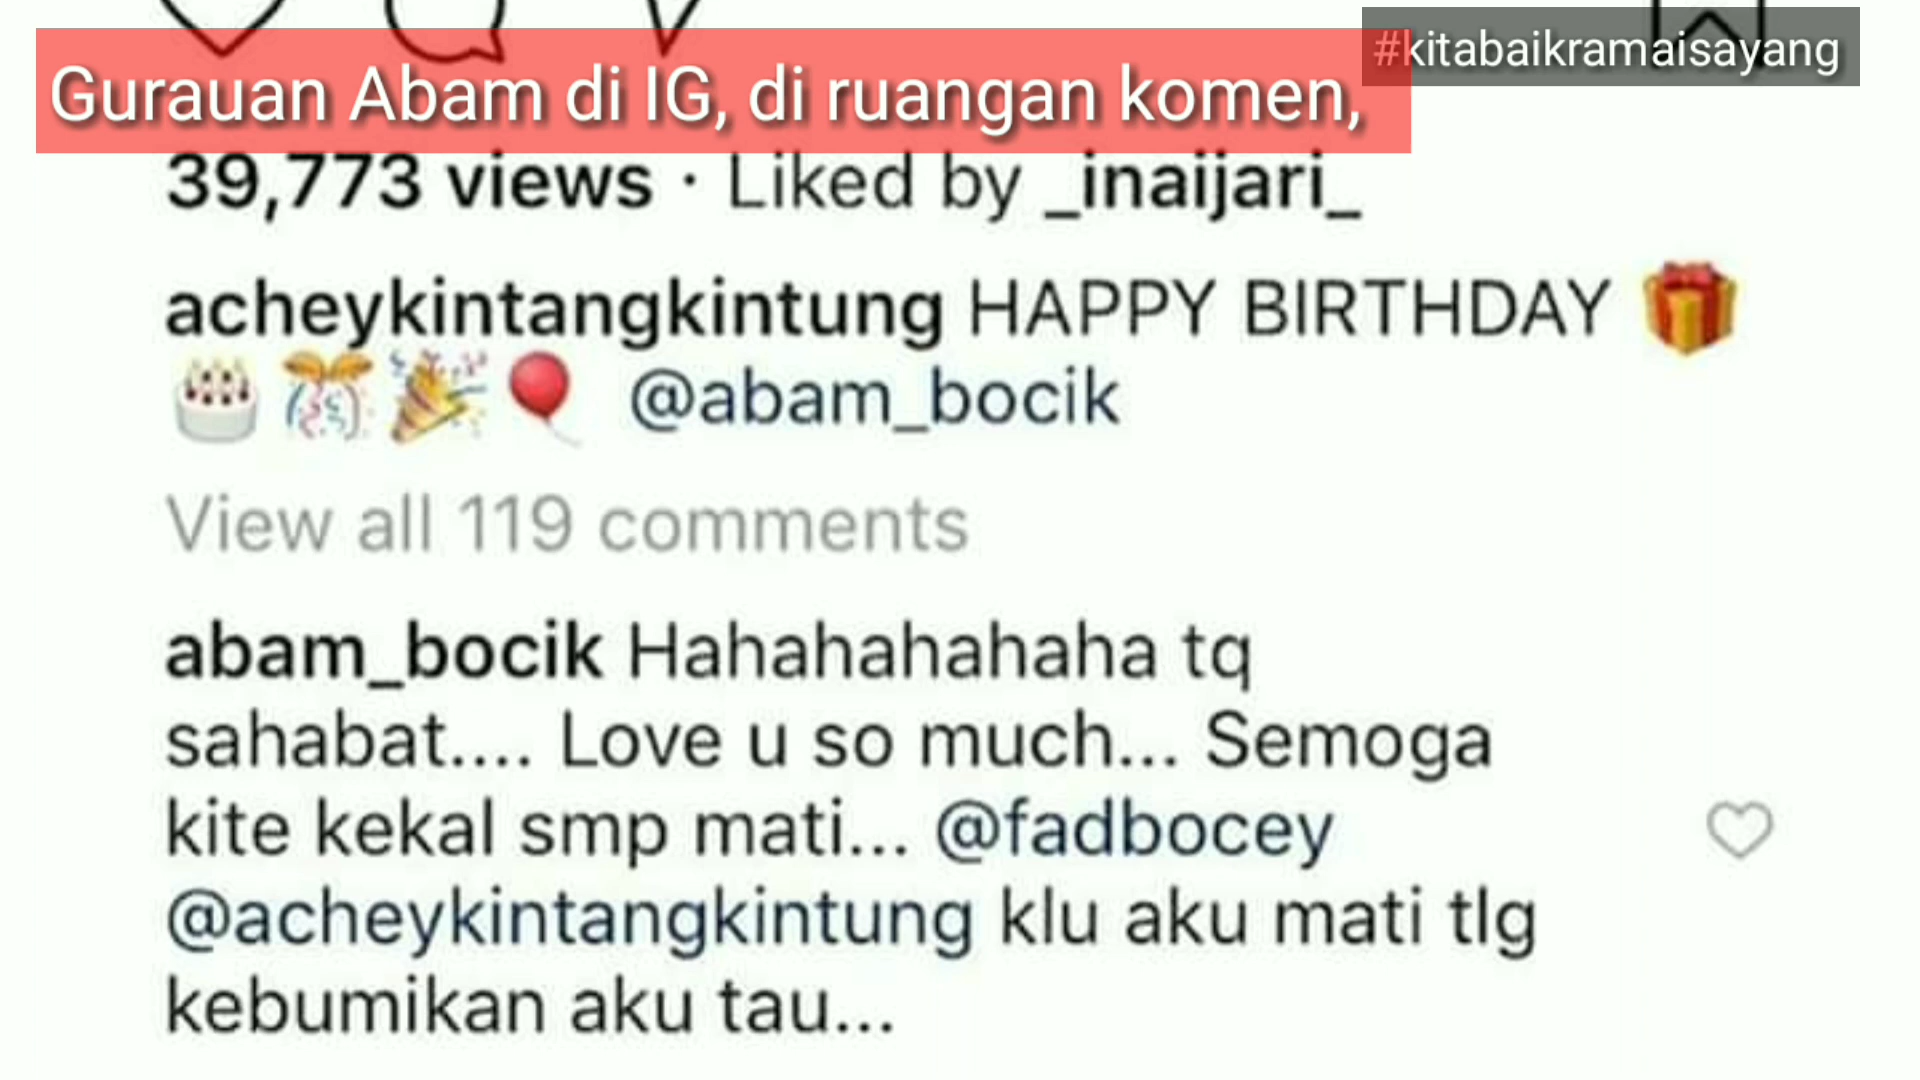 #kitabaikramaisayang
Gurauan Abam di IG, di ruangan komen,
39,773 views · Liked by _inaijari_
acheykintangkintung HAPPY BIRTHDAY 🎁
🎂🎊🎉🎈 @abam_bocik
View all 119 comments
abam_bocik Hahahahahaha tq
sahabat.... Love u so much... Semoga
kite kekal smp mati... @fadbocey
@acheykintangkintung klu aku mati tlg
kebumikan aku tau...